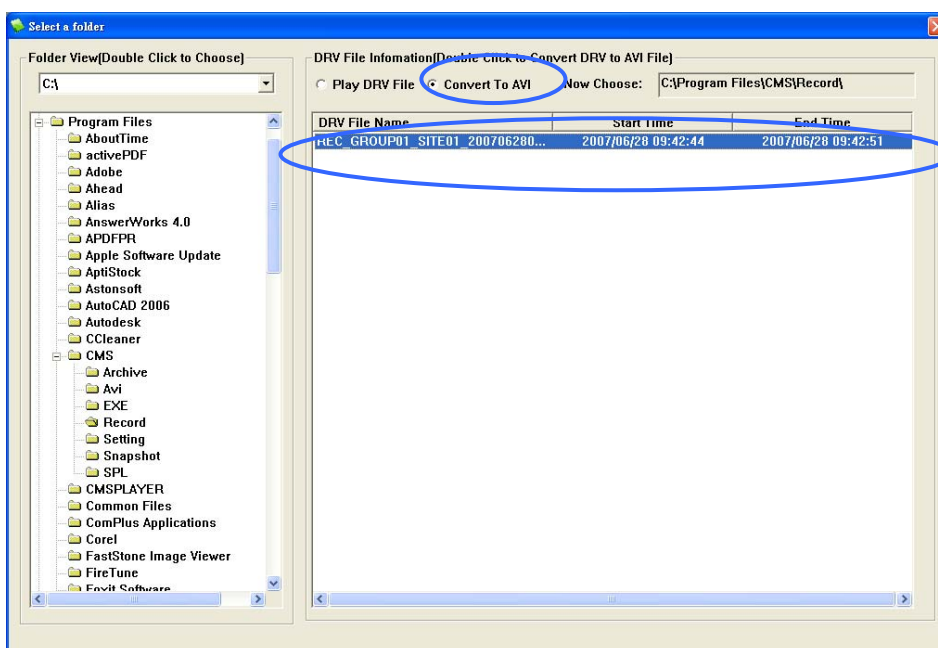 Select a folder
Folder View(Double Click to Choose)
C:\
Program Files
AboutTime
activePDF
Adobe
Ahead
Alias
AnswerWorks 4.0
APDFPR
Apple Software Update
AptiStock
Astonsoft
AutoCAD 2006
Autodesk
CCleaner
CMS
Archive
Avi
EXE
Record
Setting
Snapshot
SPL
CMSPLAYER
Common Files
ComPlus Applications
Corel
FastStone Image Viewer
FireTune
Foxit Software
DRV File Infomation(Double Click to Convert DRV to AVI File)
Play DRV File Convert To AVI Now Choose: C:\Program Files\CMS\Record\
DRV File Name Start Time End Time
REC_GROUP01_SITE01_200706280... 2007/06/28 09:42:44 2007/06/28 09:42:51